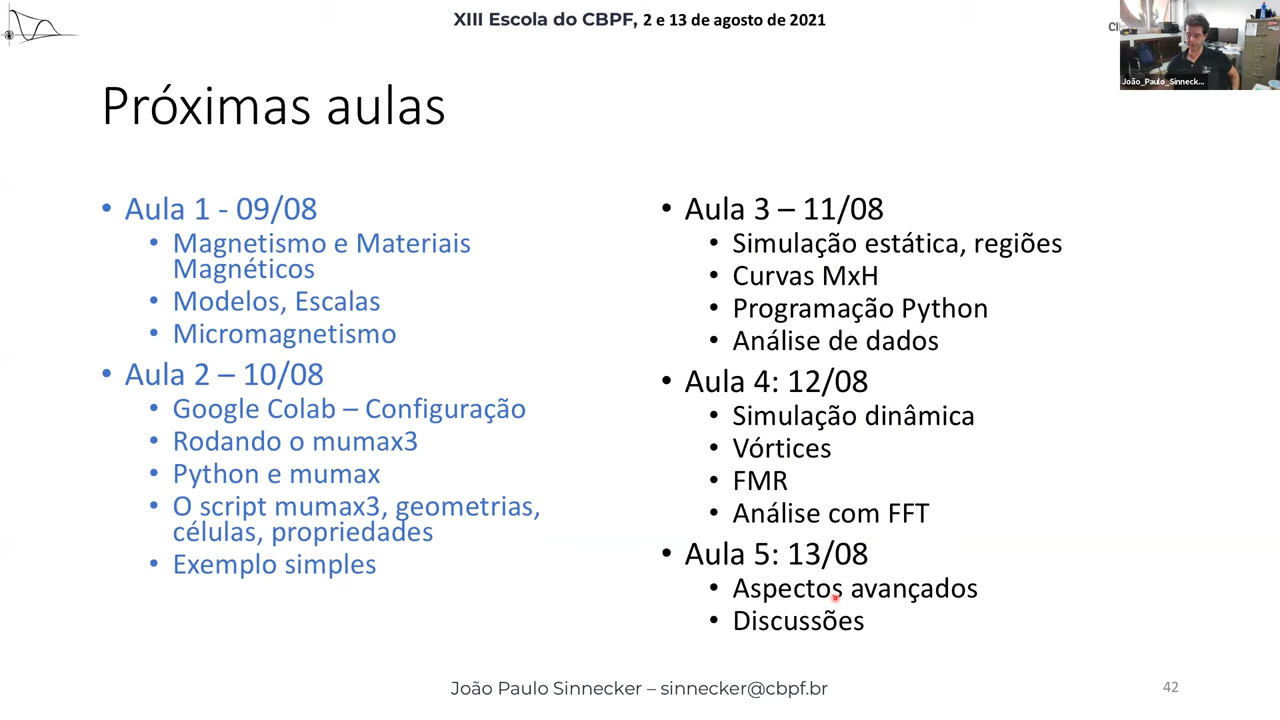 XIII Escola do CBPF, 2 e 13 de agosto de 2021
João_Paulo_Sinneck...
Próximas aulas
• Aula 1 - 09/08
• Magnetismo e Materiais
Magnéticos
• Modelos, Escalas
• Micromagnetismo
• Aula 2 – 10/08
• Google Colab – Configuração
• Rodando o mumax3
• Python e mumax
• O script mumax3, geometrias,
células, propriedades
• Exemplo simples
• Aula 3 – 11/08
• Simulação estática, regiões
• Curvas MxH
• Programação Python
• Análise de dados
• Aula 4: 12/08
• Simulação dinâmica
• Vórtices
• FMR
• Análise com FFT
• Aula 5: 13/08
• Aspectos avançados
• Discussões
João Paulo Sinnecker – sinnecker@cbpf.br
42